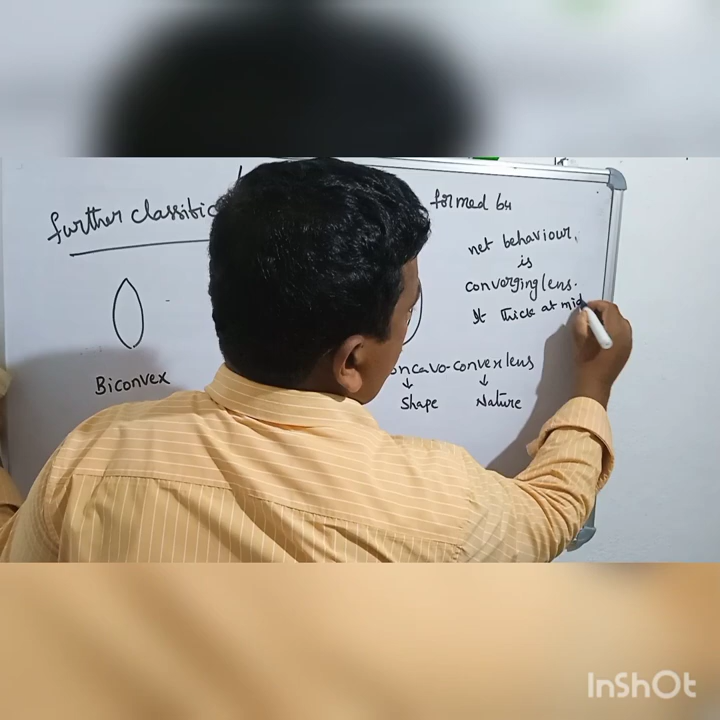 further classific
formed by
net behaviour,
is
converging lens.
It thick at mid
Biconvex
oncavo-convex lens
↓ ↓
Shape Nature
InShOt